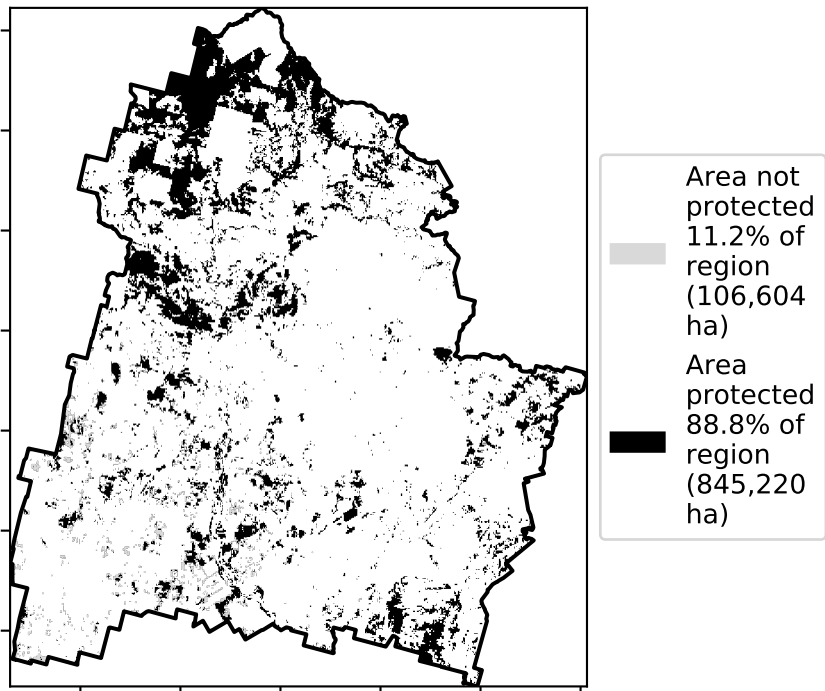 Area not
protected
11.2% of
region
(106,604
ha)
Area
protected
88.8% of
region
(845,220
ha)